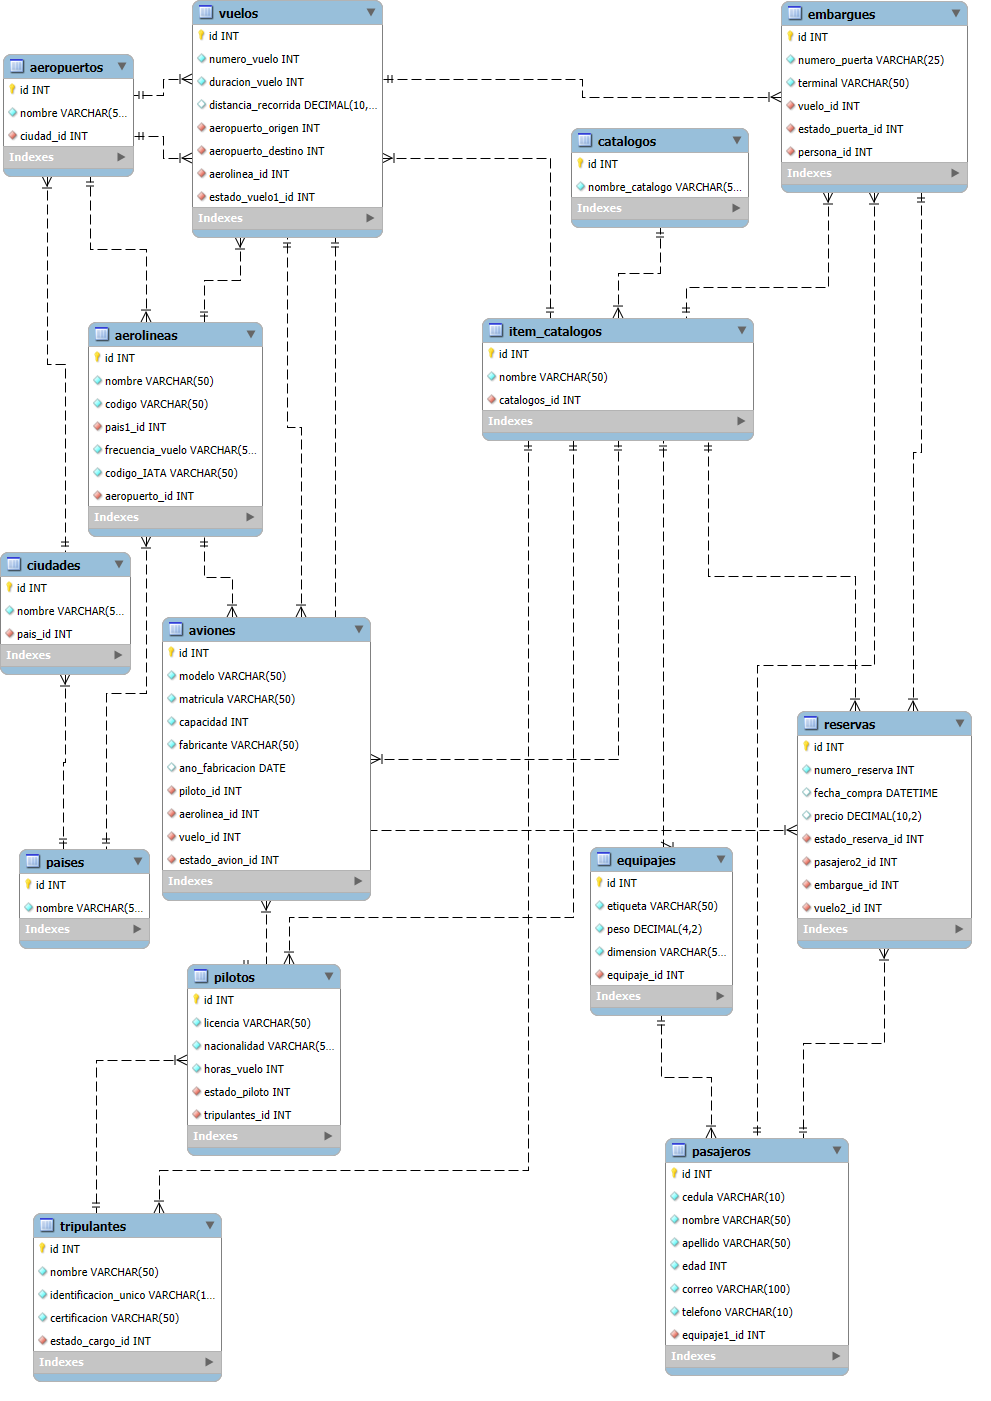 vuelos
id INT
numero_vuelo INT
duracion_vuelo INT
distancia_recorrida DECIMAL(10,...
aeropuerto_origen INT
aeropuerto_destino INT
aerolinea_id INT
estado_vuelo1_id INT
Indexes
embargues
id INT
numero_puerta VARCHAR(25)
terminal VARCHAR(50)
vuelo_id INT
estado_puerta_id INT
persona_id INT
Indexes
aeropuertos
id INT
nombre VARCHAR(5...
ciudad_id INT
Indexes
catalogos
id INT
nombre_catalogo VARCHAR(5...
Indexes
item_catalogos
id INT
nombre VARCHAR(50)
catalogos_id INT
Indexes
aerolineas
id INT
nombre VARCHAR(50)
codigo VARCHAR(50)
pais1_id INT
frecuencia_vuelo VARCHAR(5...
codigo_IATA VARCHAR(50)
aeropuerto_id INT
Indexes
ciudades
id INT
nombre VARCHAR(5...
pais_id INT
Indexes
aviones
id INT
modelo VARCHAR(50)
matricula VARCHAR(50)
capacidad INT
fabricante VARCHAR(50)
ano_fabricacion DATE
piloto_id INT
aerolinea_id INT
vuelo_id INT
estado_avion_id INT
Indexes
reservas
id INT
numero_reserva INT
fecha_compra DATETIME
precio DECIMAL(10,2)
estado_reserva_id INT
pasajero2_id INT
embargue_id INT
vuelo2_id INT
Indexes
paises
id INT
nombre VARCHAR(5...
Indexes
equipajes
id INT
etiqueta VARCHAR(50)
peso DECIMAL(4,2)
dimension VARCHAR(5...
equipaje_id INT
Indexes
pilotos
id INT
licencia VARCHAR(50)
nacionalidad VARCHAR(5...
horas_vuelo INT
estado_piloto INT
tripulantes_id INT
Indexes
pasajeros
id INT
cedula VARCHAR(10)
nombre VARCHAR(50)
apellido VARCHAR(50)
edad INT
correo VARCHAR(100)
telefono VARCHAR(10)
equipaje1_id INT
Indexes
tripulantes
id INT
nombre VARCHAR(50)
identificacion_unico VARCHAR(1...
certificacion VARCHAR(50)
estado_cargo_id INT
Indexes